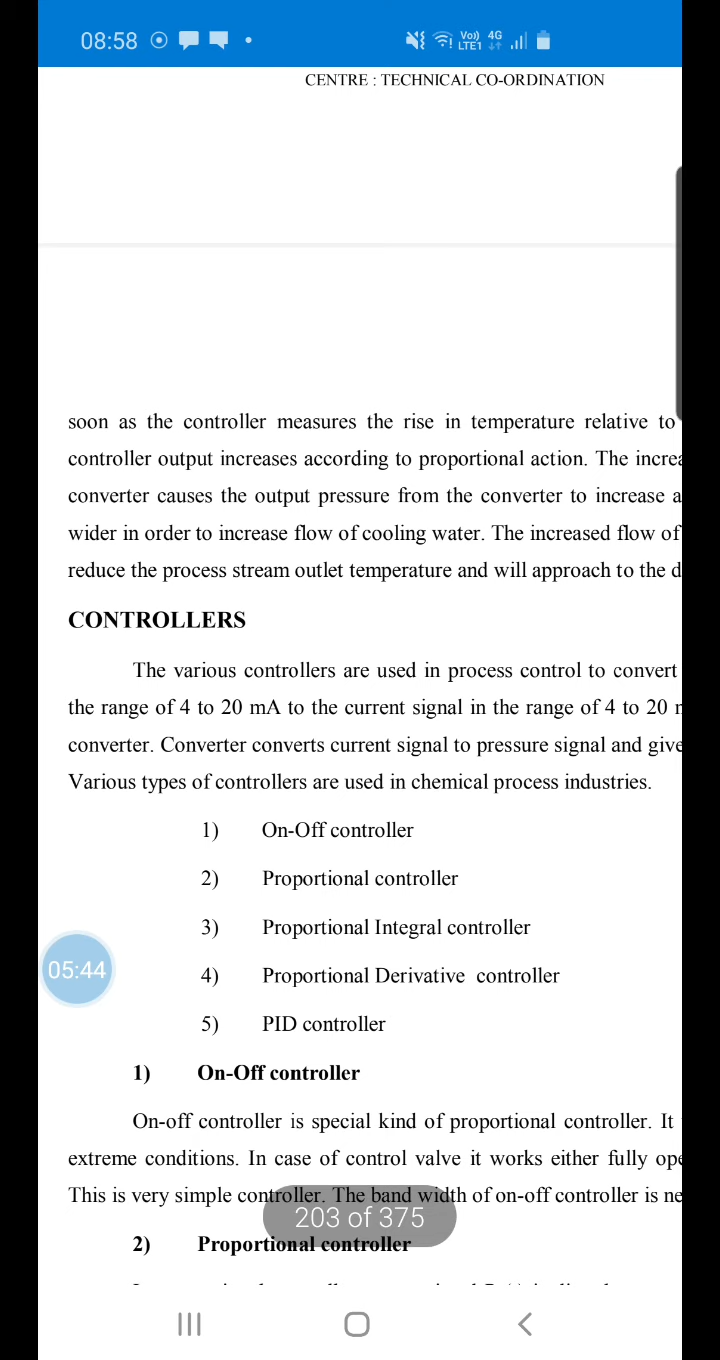 08:58
Vo)) 4G
LTE1
CENTRE : TECHNICAL CO-ORDINATION
soon as the controller measures the rise in temperature relative to
controller output increases according to proportional action. The increa
converter causes the output pressure from the converter to increase a
wider in order to increase flow of cooling water. The increased flow of
reduce the process stream outlet temperature and will approach to the d
CONTROLLERS
The various controllers are used in process control to convert
the range of 4 to 20 mA to the current signal in the range of 4 to 20
converter. Converter converts current signal to pressure signal and give
Various types of controllers are used in chemical process industries.
1) On-Off controller
2) Proportional controller
3) Proportional Integral controller
05:44
4) Proportional Derivative controller
5) PID controller
1) On-Off controller
On-off controller is special kind of proportional controller. It
extreme conditions. In case of control valve it works either fully ope
This is very simple controller. The band width of on-off controller is ne
203 of 375
2) Proportional controller